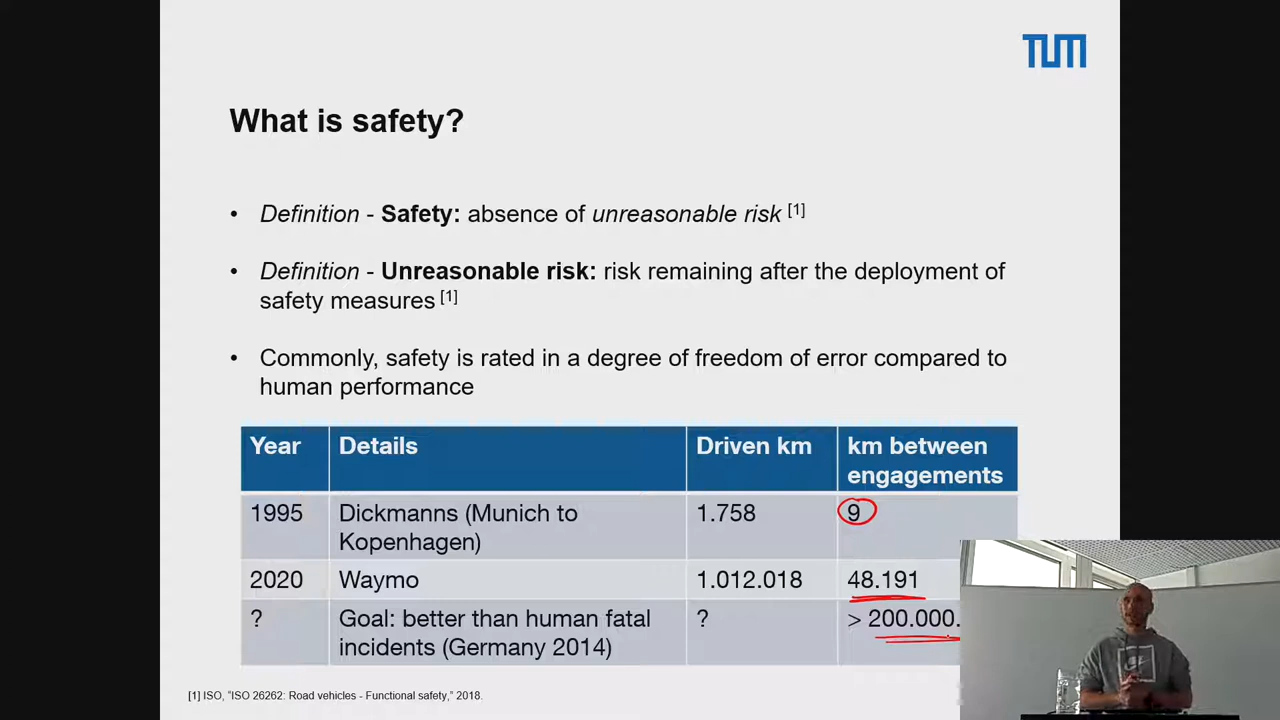 TUM
What is safety?
• Definition - Safety: absence of unreasonable risk [1]
• Definition - Unreasonable risk: risk remaining after the deployment of
safety measures [1]
• Commonly, safety is rated in a degree of freedom of error compared to
human performance
Year Details Driven km km between
engagements
1995 Dickmanns (Munich to
Kopenhagen) 1.758 9
2020 Waymo 1.012.018 48.191
? Goal: better than human fatal
incidents (Germany 2014) ? > 200.000.
[1] ISO, "ISO 26262: Road vehicles - Functional safety," 2018.